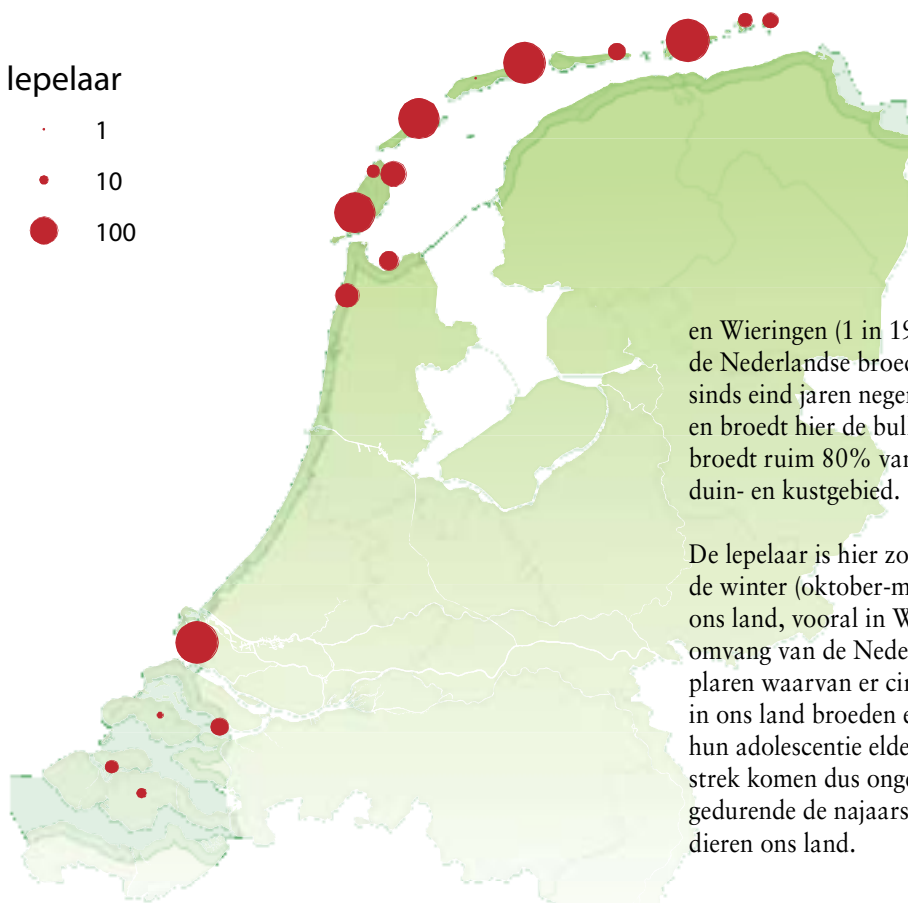 lepelaar
1
10
100
en Wieringen (1 in 19
de Nederlandse broed
sinds eind jaren neger
en broedt hier de bul
broedt ruim 80% van
duin- en kustgebied.
De lepelaar is hier zo
de winter (oktober-m
ons land, vooral in W
omvang van de Neder
plaren waarvan er cir
in ons land broeden e
hun adolescentie elde
strek komen dus onge
gedurende de najaars
dieren ons land.